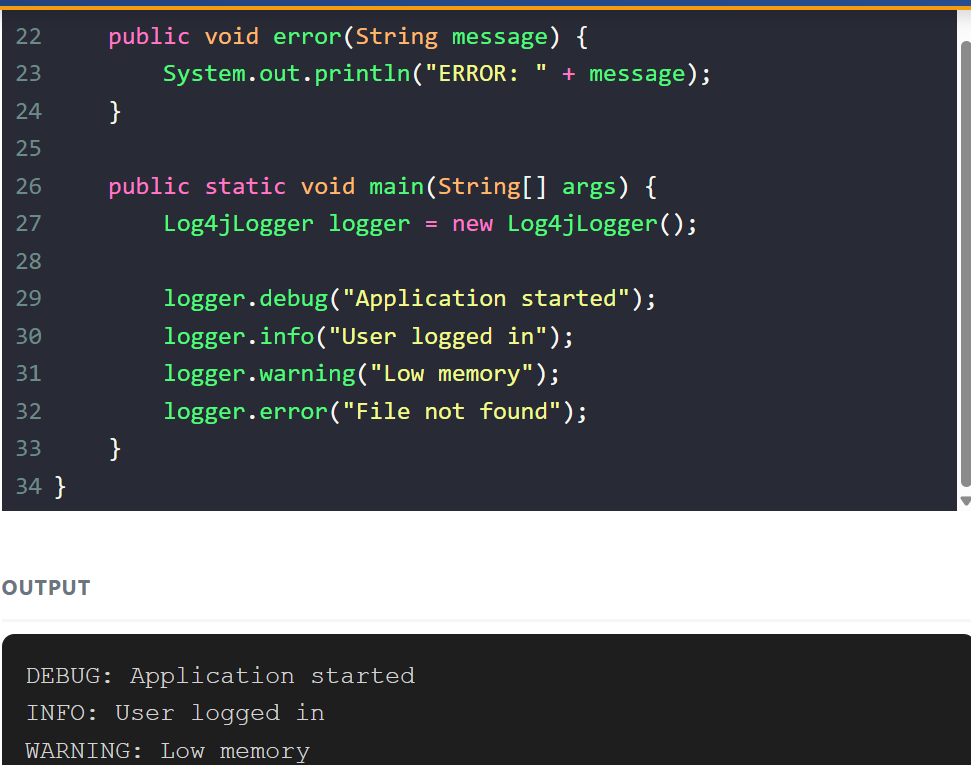 22     public void error(String message) {
23         System.out.println("ERROR: " + message);
24     }
25
26     public static void main(String[] args) {
27         Log4jLogger logger = new Log4jLogger();
28
29         logger.debug("Application started");
30         logger.info("User logged in");
31         logger.warning("Low memory");
32         logger.error("File not found");
33     }
34 }
OUTPUT
DEBUG: Application started
INFO: User logged in
WARNING: Low memory